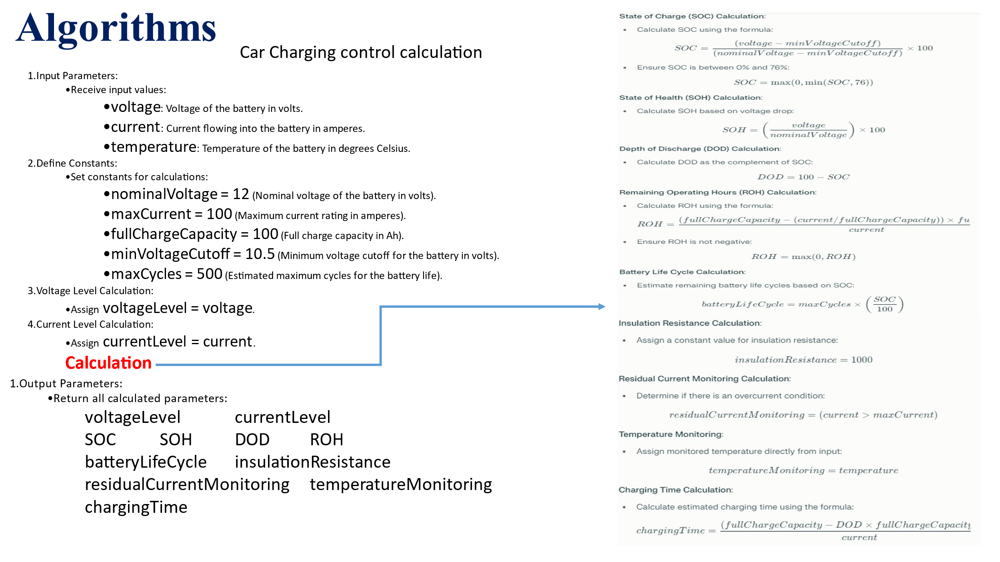 Algorithms
Car Charging control calculation
1.Input Parameters:
•Receive input values:
•voltage: Voltage of the battery in volts.
•current: Current flowing into the battery in amperes.
•temperature: Temperature of the battery in degrees Celsius.
2.Define Constants:
•Set constants for calculations:
•nominalVoltage = 12 (Nominal voltage of the battery in volts).
•maxCurrent = 100 (Maximum current rating in amperes).
•fullChargeCapacity = 100 (Full charge capacity in Ah).
•minVoltageCutoff = 10.5 (Minimum voltage cutoff for the battery in volts).
•maxCycles = 500 (Estimated maximum cycles for the battery life).
3.Voltage Level Calculation:
•Assign voltageLevel = voltage.
4.Current Level Calculation:
•Assign currentLevel = current.
Calculation
1.Output Parameters:
•Return all calculated parameters:
voltageLevel currentLevel
SOC SOH DOD ROH
batteryLifeCycle insulationResistance
residualCurrentMonitoring temperatureMonitoring
chargingTime
State of Charge (SOC) Calculation:
• Calculate SOC using the formula:
SOC = (voltage − minVoltageCutoff) / (nominalVoltage − minVoltageCutoff) × 100
• Ensure SOC is between 0% and 76%:
SOC = max(0, min(SOC, 76))
State of Health (SOH) Calculation:
• Calculate SOH based on voltage drop:
SOH = (voltage / nominalVoltage) × 100
Depth of Discharge (DOD) Calculation:
• Calculate DOD as the complement of SOC:
DOD = 100 − SOC
Remaining Operating Hours (ROH) Calculation:
• Calculate ROH using the formula:
ROH = (fullChargeCapacity − (current/fullChargeCapacity)) × fu / current
• Ensure ROH is not negative:
ROH = max(0, ROH)
Battery Life Cycle Calculation:
• Estimate remaining battery life cycles based on SOC:
batteryLifeCycle = maxCycles × (SOC / 100)
Insulation Resistance Calculation:
• Assign a constant value for insulation resistance:
insulationResistance = 1000
Residual Current Monitoring Calculation:
• Determine if there is an overcurrent condition:
residualCurrentMonitoring = (current > maxCurrent)
Temperature Monitoring:
• Assign monitored temperature directly from input:
temperatureMonitoring = temperature
Charging Time Calculation:
• Calculate estimated charging time using the formula:
chargingTime = (fullChargeCapacity − DOD × fullChargeCapacity / current